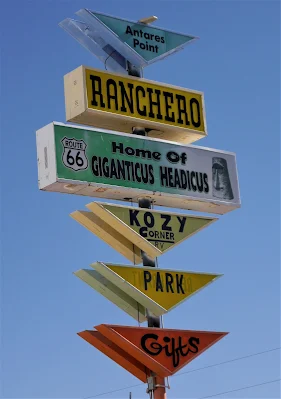 Antares
Point
RANCHERO
ROUTE
66
Home Of
GIGANTICUS HEADICUS
KOZY
CORNER
PARK
Gifts